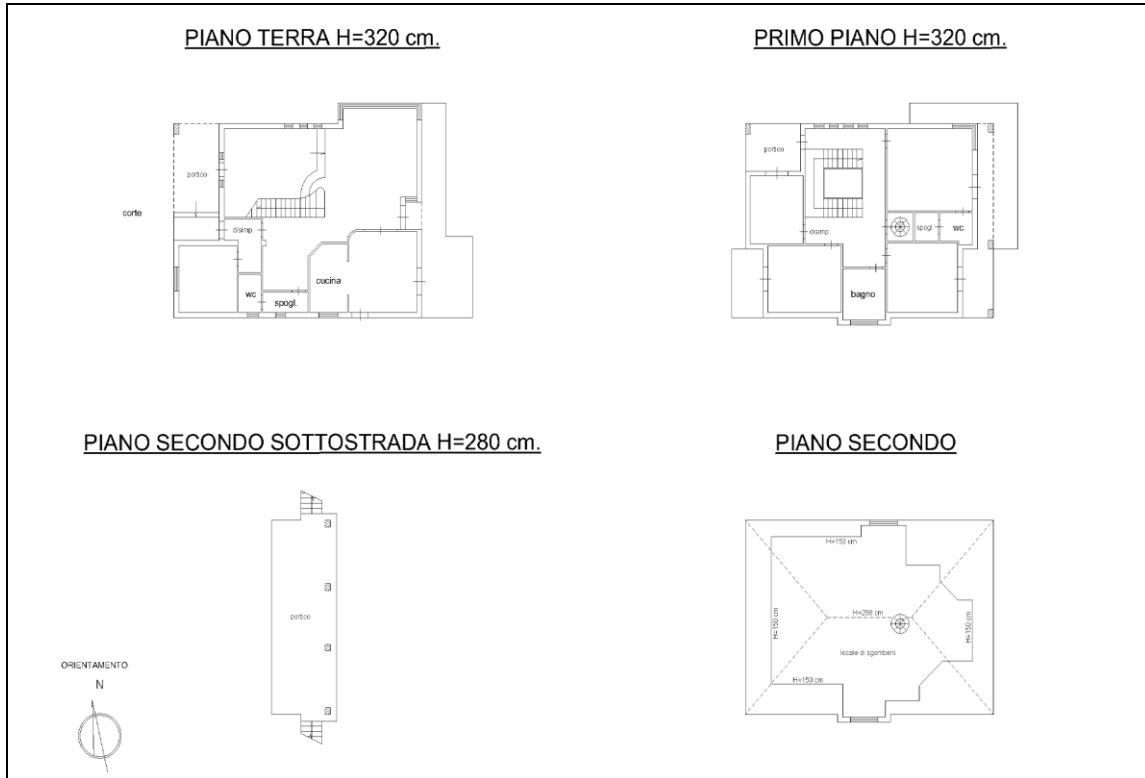 PIANO TERRA H=320 cm.
portico
corte
disimp.
wc
spogl.
cucina
PRIMO PIANO H=320 cm.
portico
disimp.
spogl.
wc
bagno
PIANO SECONDO SOTTOSTRADA H=280 cm.
portico
ORIENTAMENTO
N
PIANO SECONDO
H=150 cm
H=150 cm
H=298 cm
H=150 cm
locale di sgombero
H=150 cm